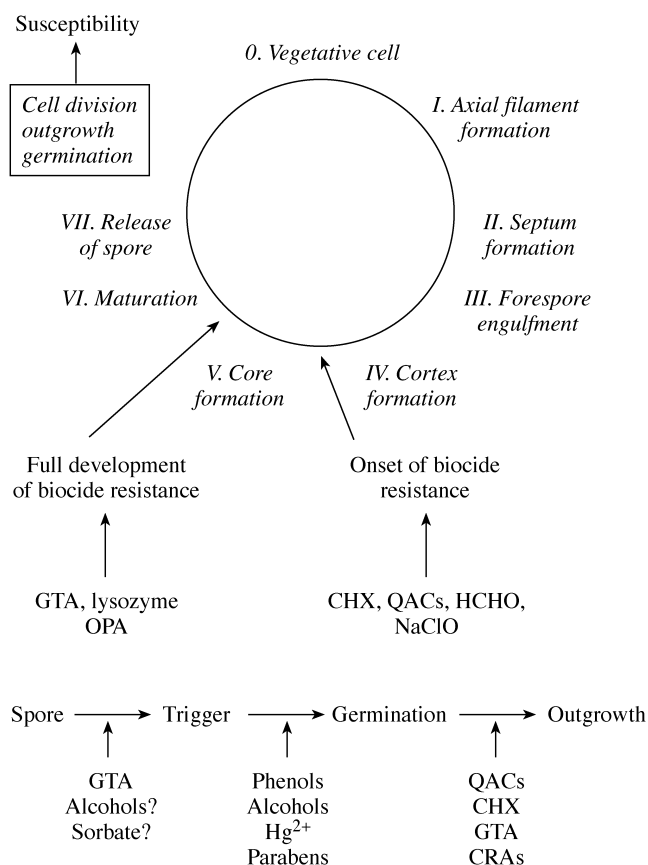 Susceptibility
0. Vegetative cell
Cell division
outgrowth
germination
I. Axial filament
formation
VII. Release
of spore
II. Septum
formation
VI. Maturation
III. Forespore
engulfment
V. Core
formation
IV. Cortex
formation
Full development
of biocide resistance
Onset of biocide
resistance
GTA, lysozyme
OPA
CHX, QACs, HCHO,
NaClO
Spore
Trigger
Germination
Outgrowth
GTA
Alcohols?
Sorbate?
Phenols
Alcohols
Hg²⁺
Parabens
QACs
CHX
GTA
CRAs